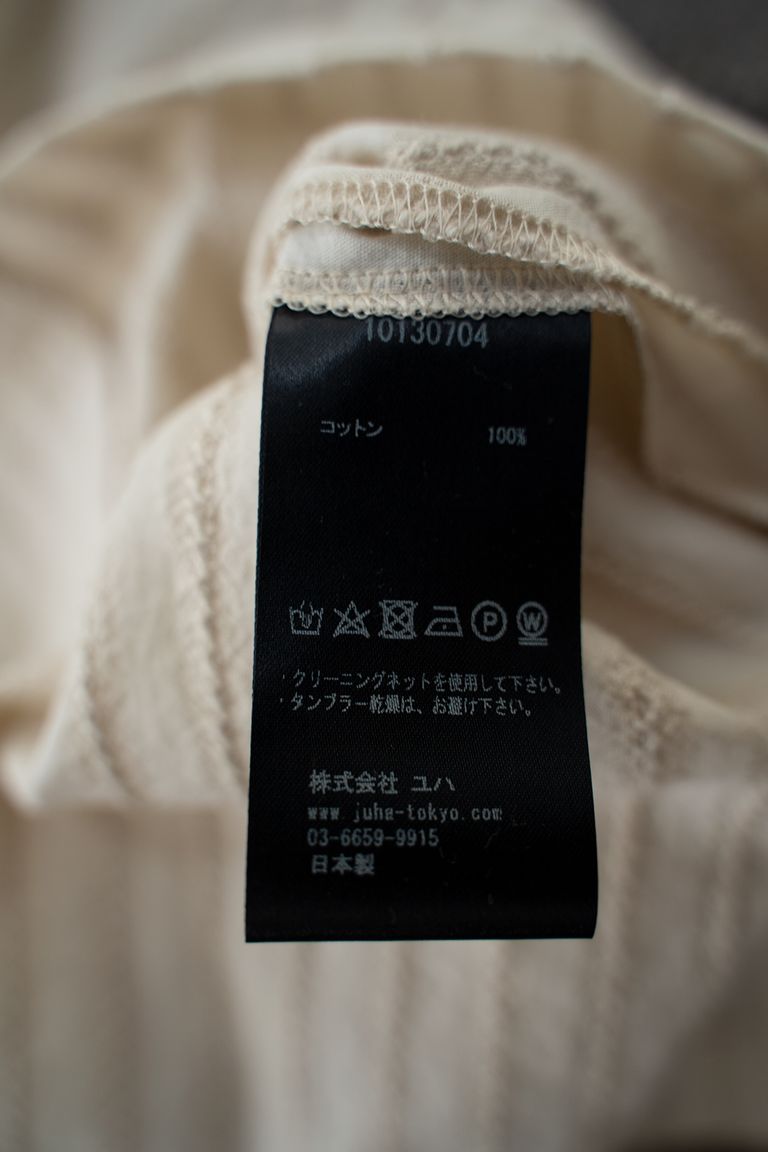 10130704
コットン 100%
P W
・クリーニングネットを使用して下さい。
・タンブラー乾燥は、お避け下さい。
株式会社 ユハ
www.juha-tokyo.com
03-6659-9915
日本製